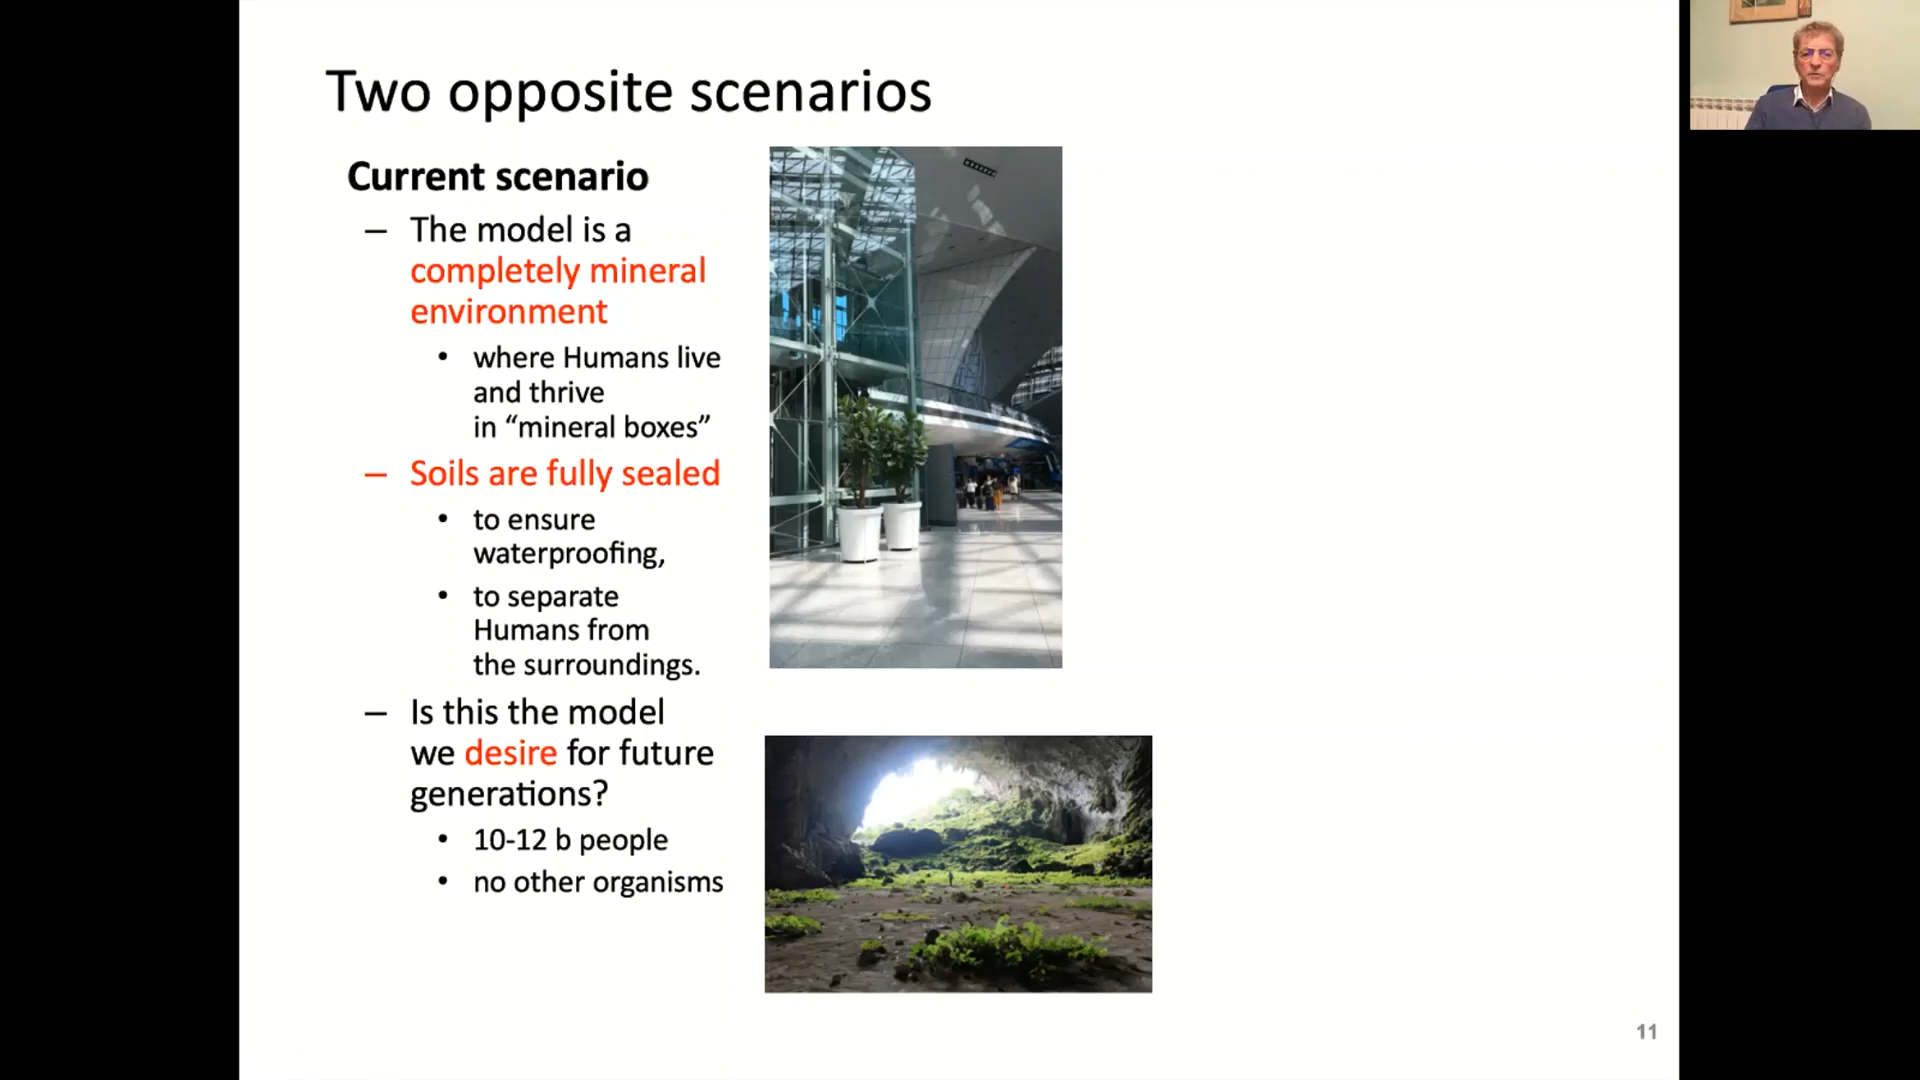 Two opposite scenarios
Current scenario
– The model is a
completely mineral
environment
• where Humans live
and thrive
in “mineral boxes”
– Soils are fully sealed
• to ensure
waterproofing,
• to separate
Humans from
the surroundings.
– Is this the model
we desire for future
generations?
• 10-12 b people
• no other organisms
11